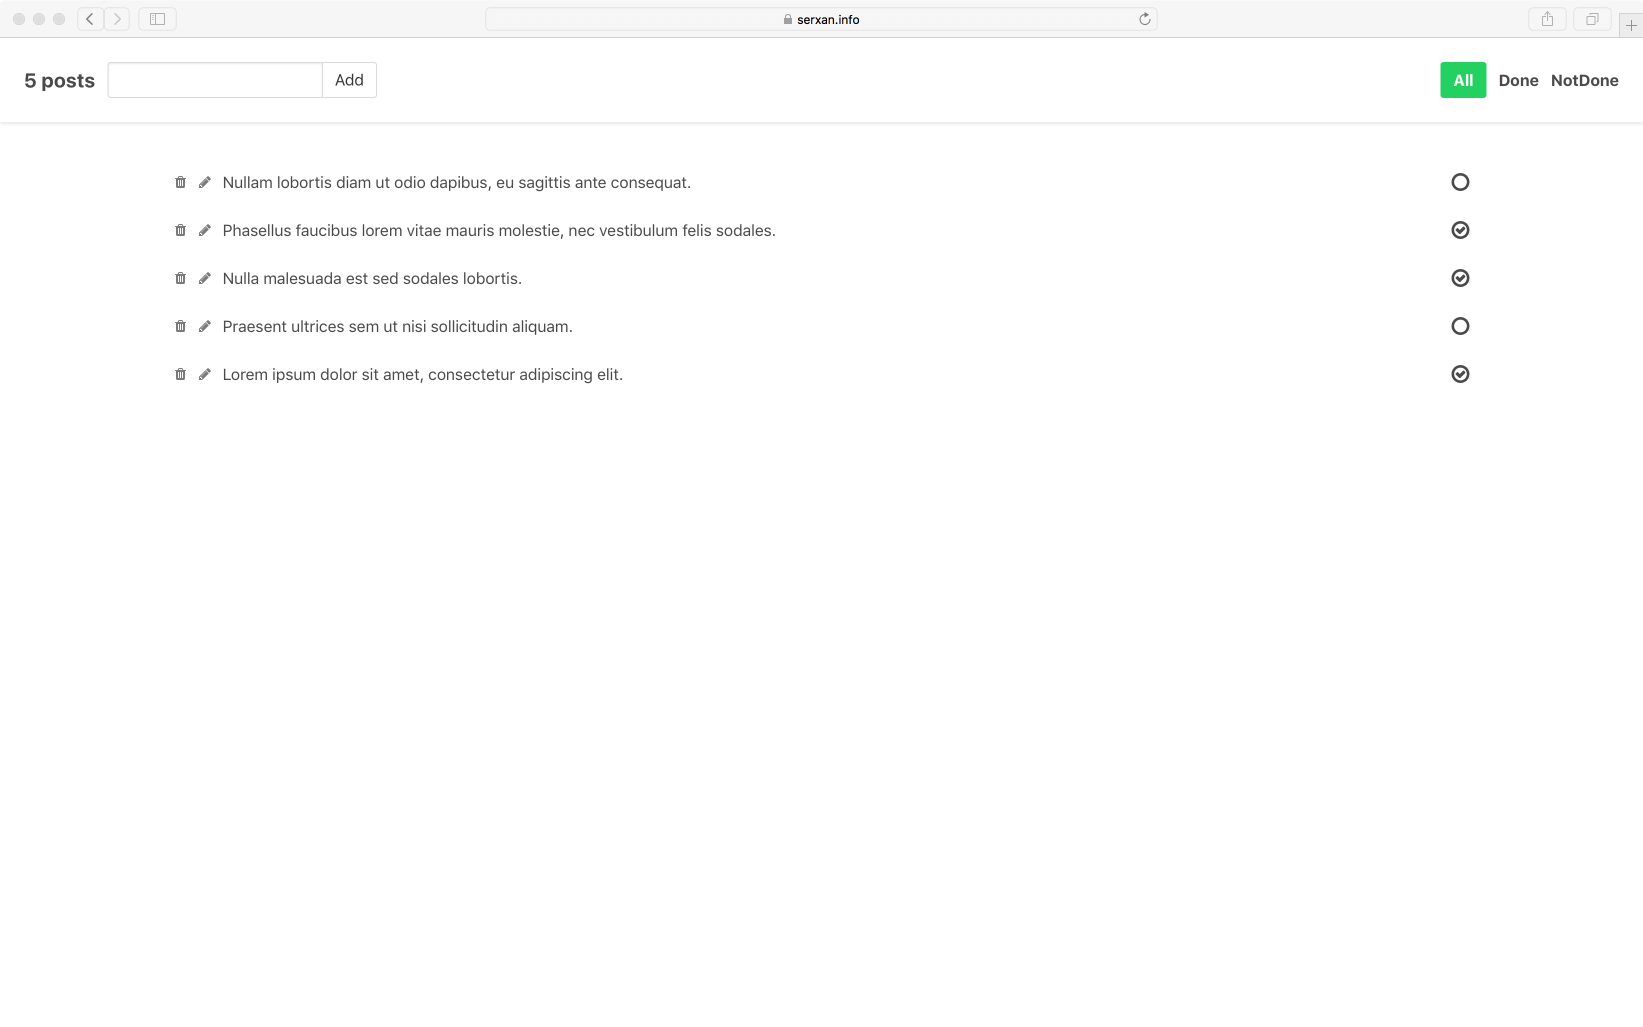 serxan.info
5 posts Add All Done NotDone
Nullam lobortis diam ut odio dapibus, eu sagittis ante consequat.
Phasellus faucibus lorem vitae mauris molestie, nec vestibulum felis sodales.
Nulla malesuada est sed sodales lobortis.
Praesent ultrices sem ut nisi sollicitudin aliquam.
Lorem ipsum dolor sit amet, consectetur adipiscing elit.